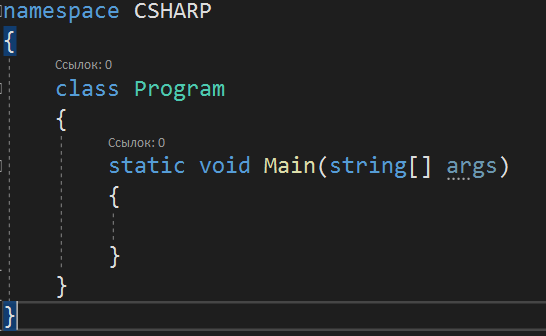 namespace CSHARP
{
Ссылок: 0
class Program
{
Ссылок: 0
static void Main(string[] args)
{
}
}
}